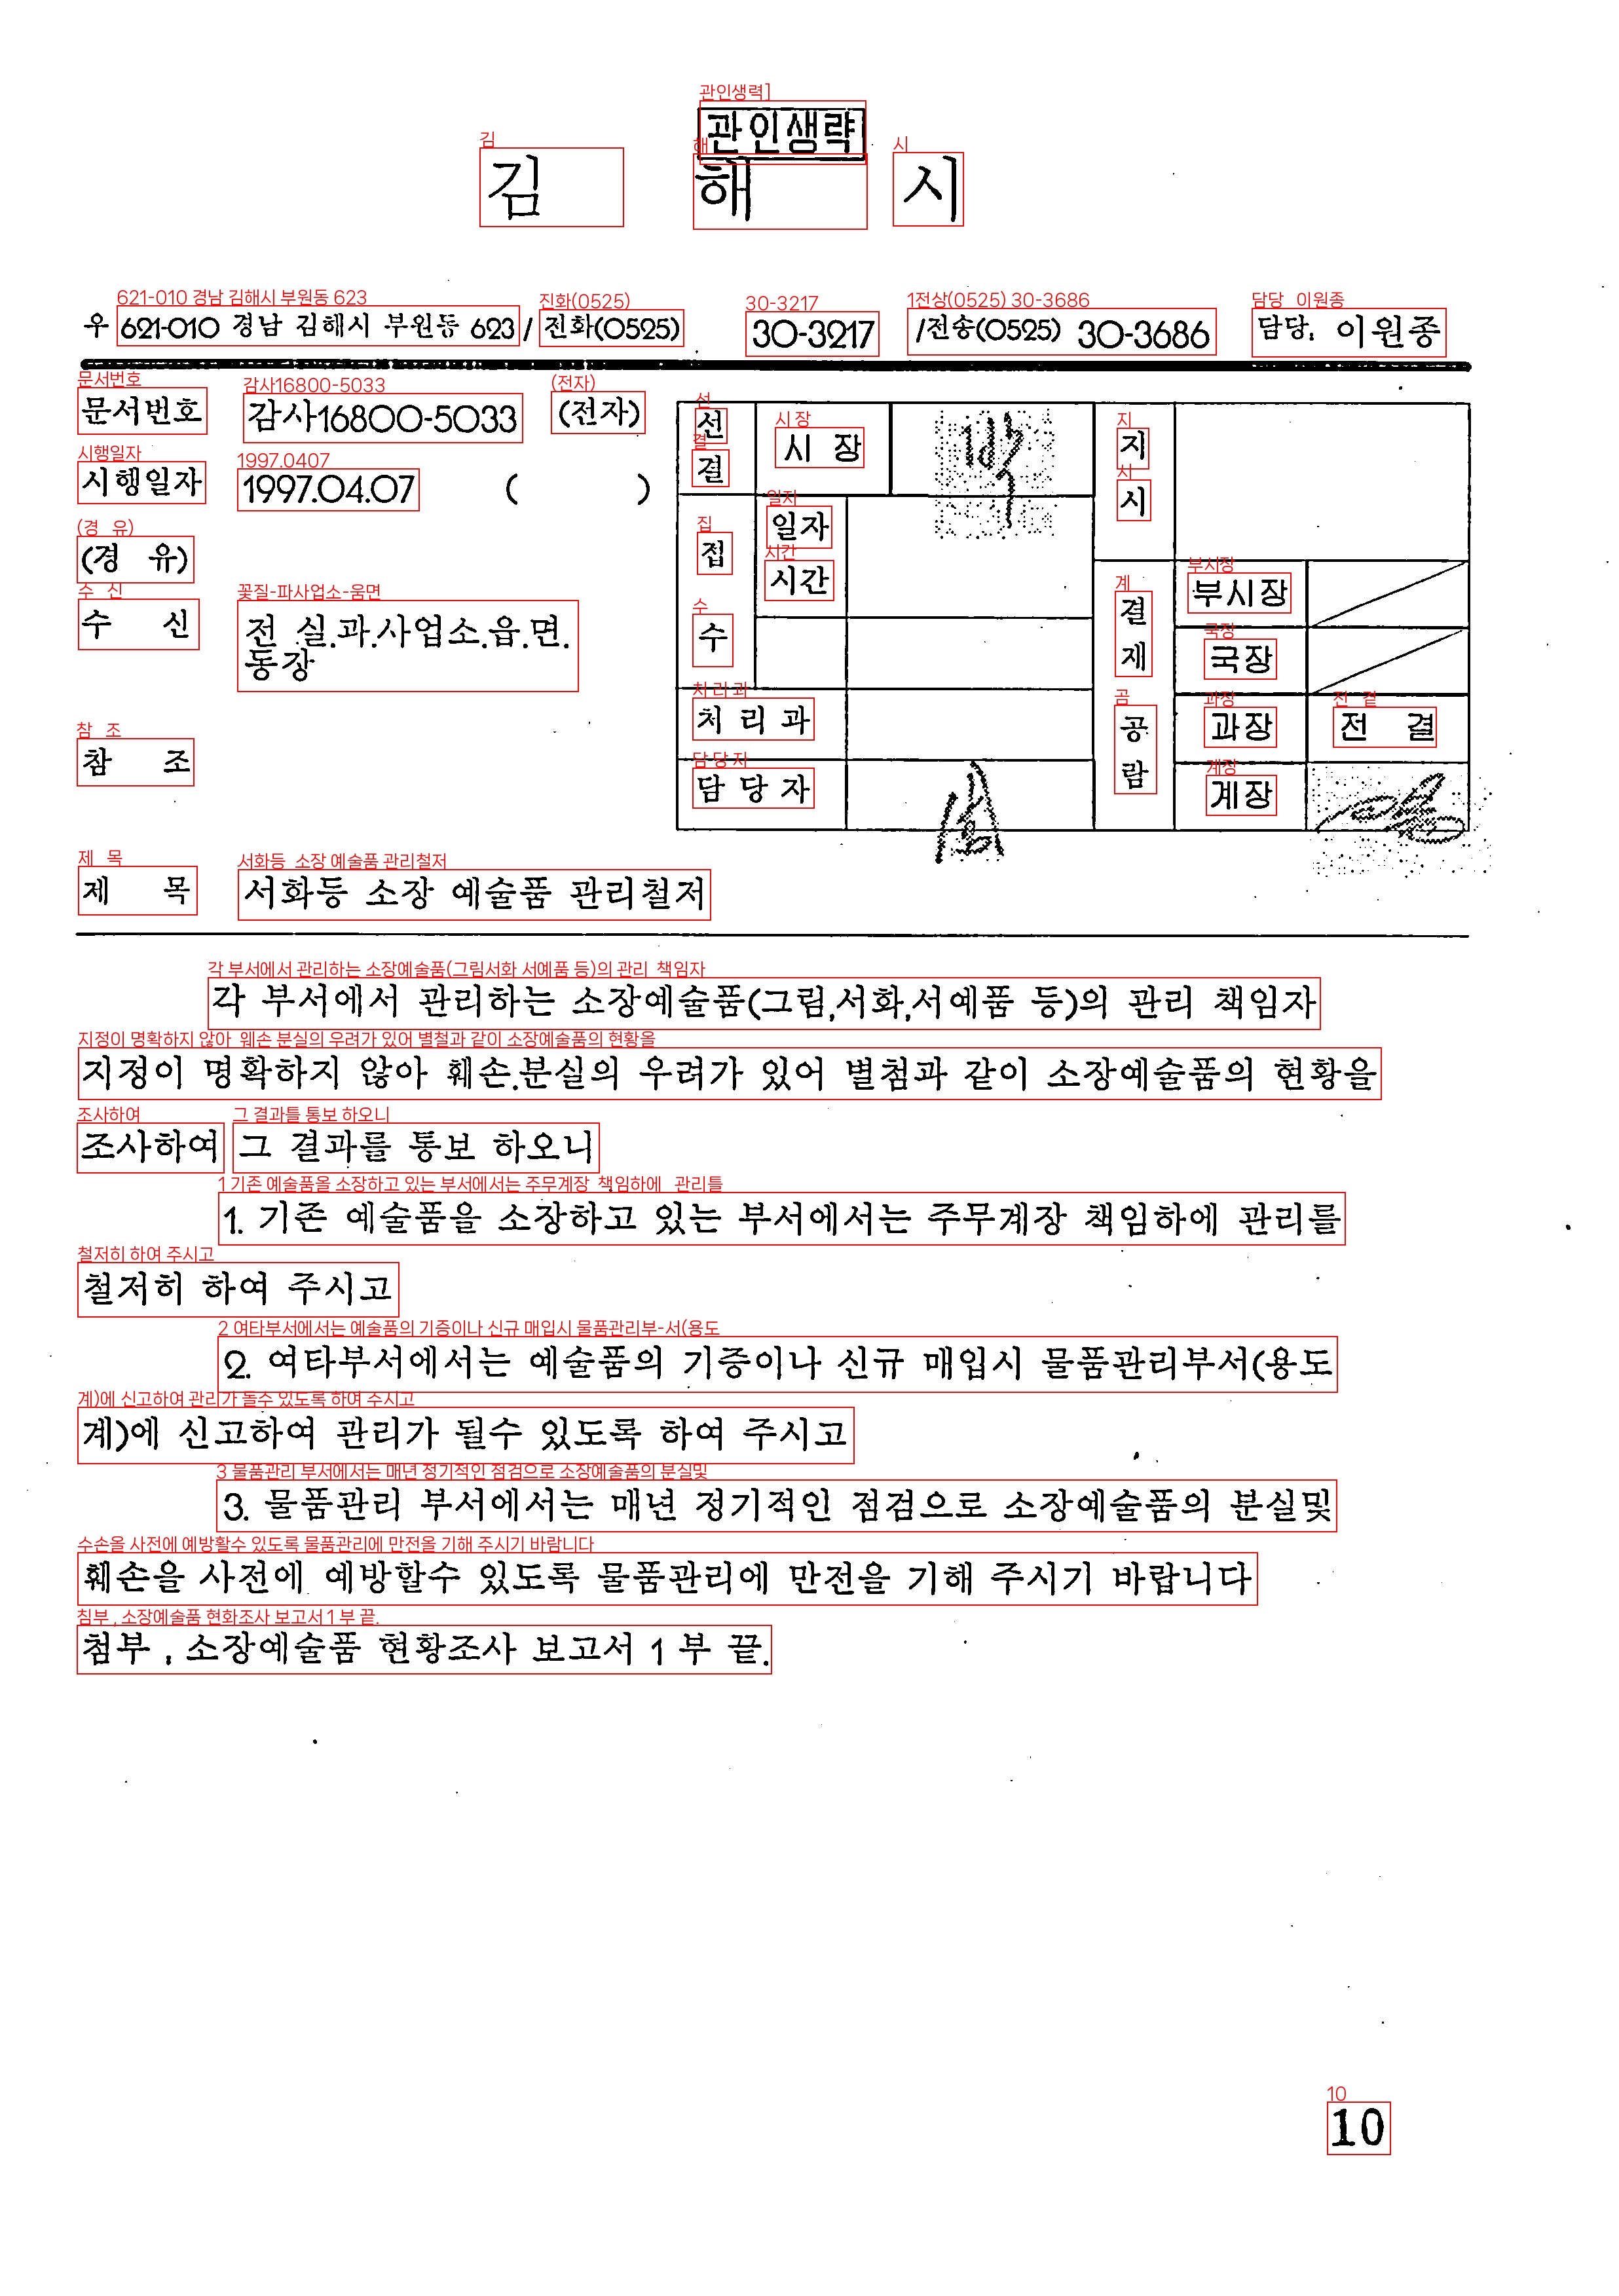 관인생략
김 해 시
우 621-010 경남 김해시 부원동 623 / 전화(0525) 30-3217 /전송(0525) 30-3686 담당. 이원종
문서번호 감사16800-5033 (전자)
시행일자 1997.04.07 ( )
(경 유)
수 신 전 실.과.사업소.읍.면.
동장
참 조
선결 시 장 지시
접수 일자
시간
결재 부시장
국장
처 리 과 공람 과장 전 결
담 당 자 계장
제 목 서화등 소장 예술품 관리철저
각 부서에서 관리하는 소장예술품(그림,서화,서예품 등)의 관리 책임자
지정이 명확하지 않아 훼손.분실의 우려가 있어 별첨과 같이 소장예술품의 현황을
조사하여 그 결과를 통보 하오니
1. 기존 예술품을 소장하고 있는 부서에서는 주무계장 책임하에 관리를
철저히 하여 주시고
2. 여타부서에서는 예술품의 기증이나 신규 매입시 물품관리부서(용도
계)에 신고하여 관리가 될수 있도록 하여 주시고
3. 물품관리 부서에서는 매년 정기적인 점검으로 소장예술품의 분실및
훼손을 사전에 예방할수 있도록 물품관리에 만전을 기해 주시기 바랍니다
첨부 , 소장예술품 현황조사 보고서 1 부 끝.
10